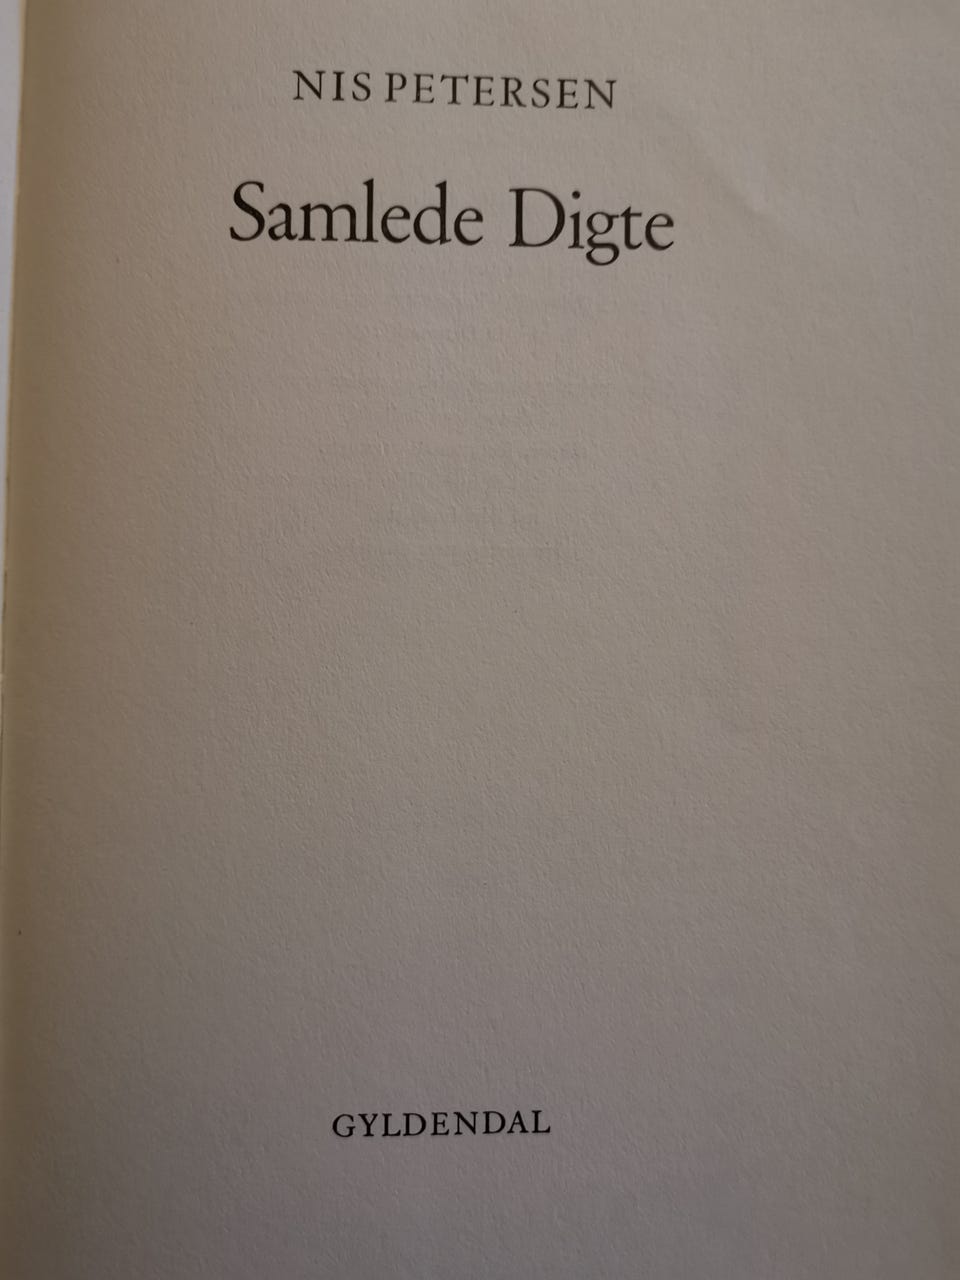 NIS PETERSEN
Samlede Digte
GYLDENDAL